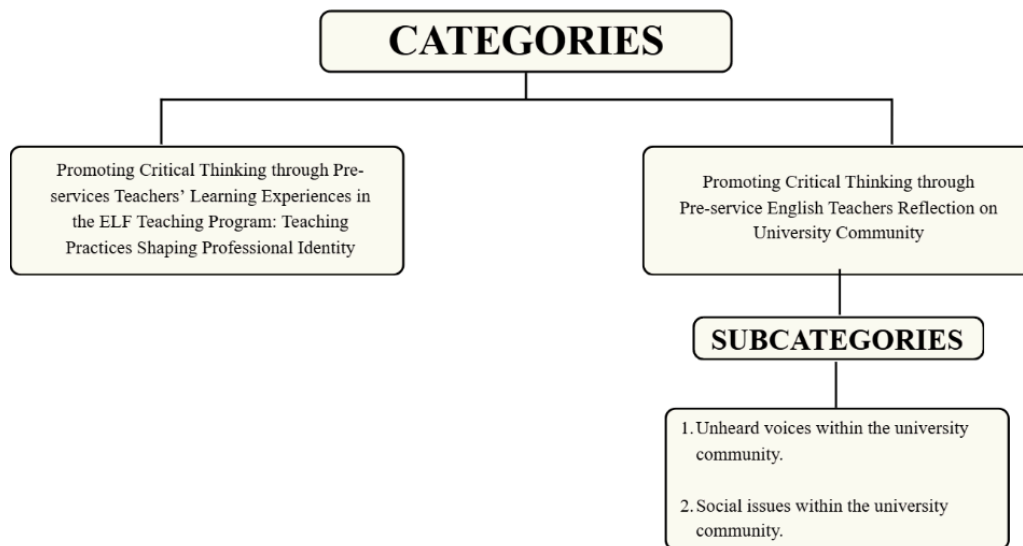 CATEGORIES
Promoting Critical Thinking through Pre-
services Teachers’ Learning Experiences in
the ELF Teaching Program: Teaching
Practices Shaping Professional Identity
Promoting Critical Thinking through
Pre-service English Teachers Reflection on
University Community
SUBCATEGORIES
1. Unheard voices within the university
community.
2. Social issues within the university
community.